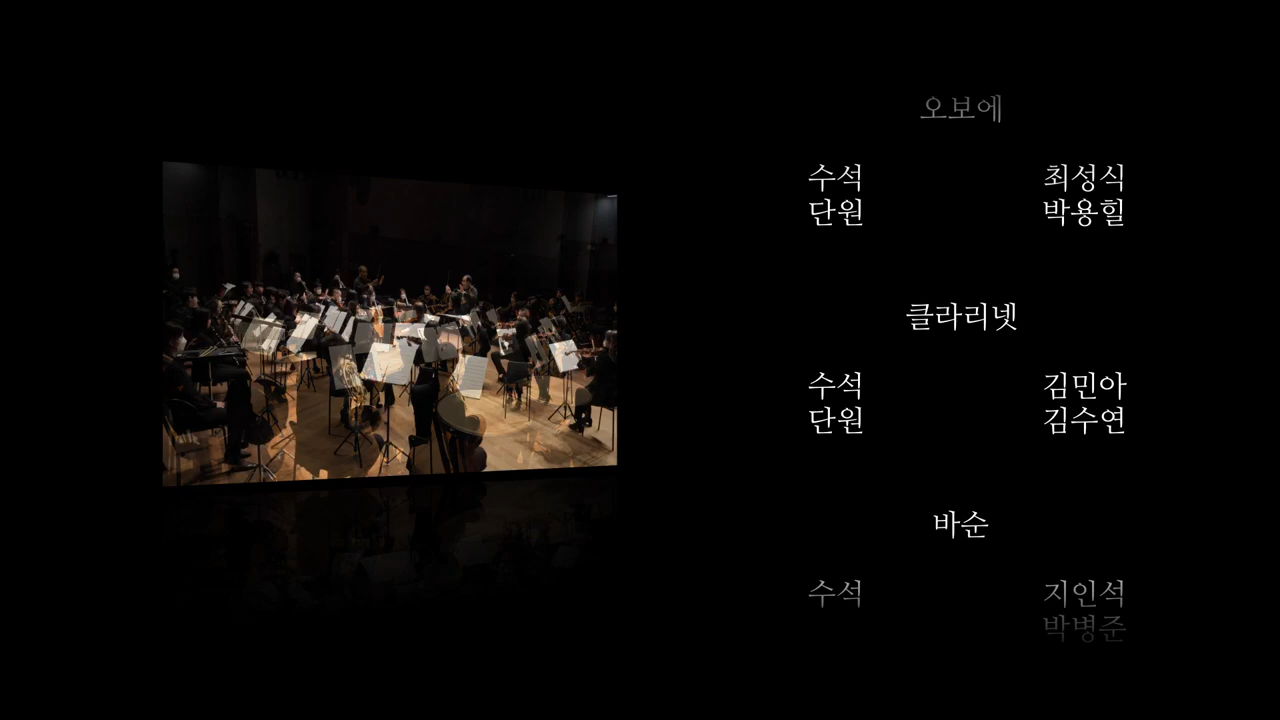 오보에
수석 최성식
단원 박용힐
클라리넷
수석 김민아
단원 김수연
바순
수석 지인석
박병준